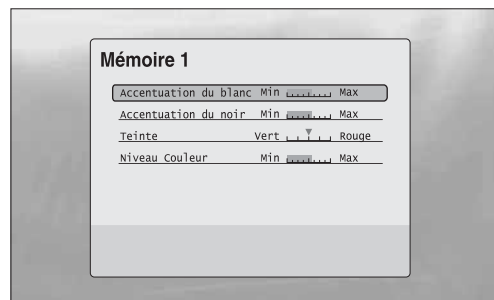 Mémoire 1
Accentuation du blanc Min Max
Accentuation du noir Min Max
Teinte Vert Rouge
Niveau Couleur Min Max